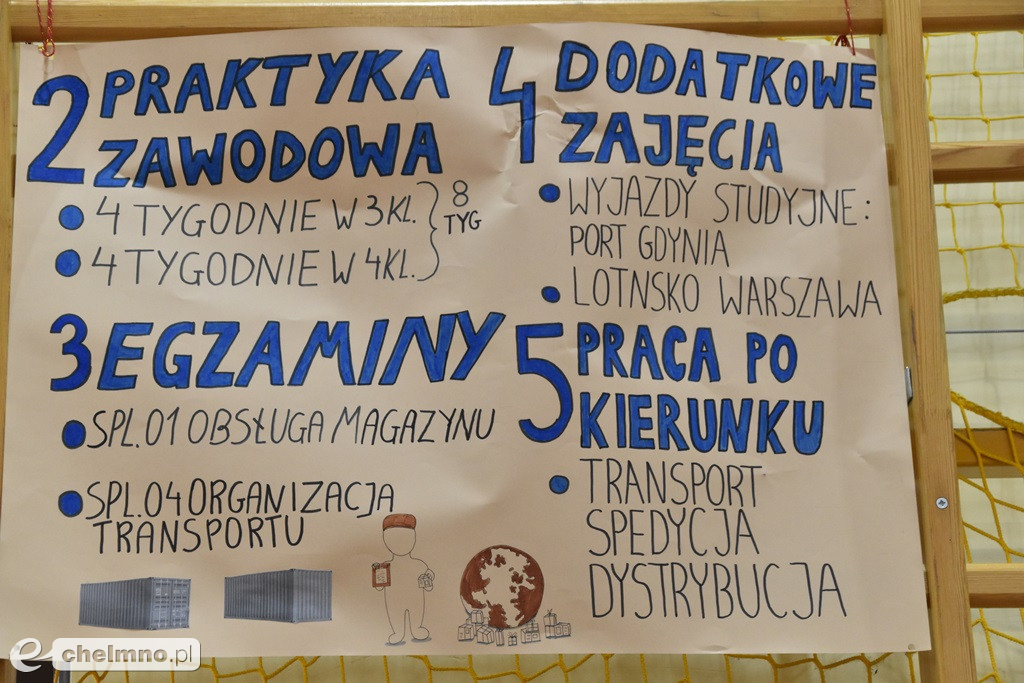 2 PRAKTYKA
ZAWODOWA
4 TYGODNIE W 3 KL.
4 TYGODNIE W 4 KL.
8
TYG
3 EGZAMINY
SPL.01 OBSŁUGA MAGAZYNU
SPL.04 ORGANIZACJA
TRANSPORTU
4 DODATKOWE
ZAJĘCIA
WYJAZDY STUDYJNE:
PORT GDYNIA
LOTNSKO WARSZAWA
5 PRACA PO
KIERUNKU
TRANSPORT
SPEDYCJA
DYSTRYBUCJA
e chelmno.pl